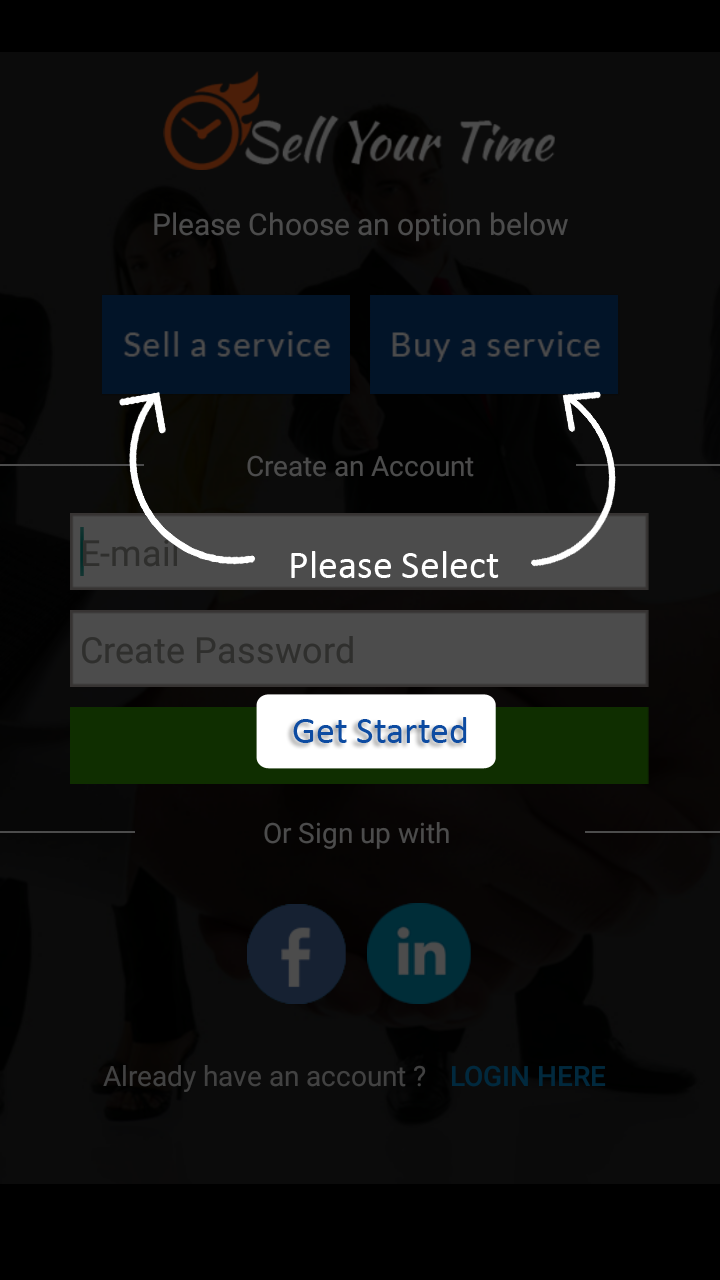 Sell Your Time
Please Choose an option below
Sell a service
Buy a service
Create an Account
E-mail
Please Select
Create Password
Get Started
Or Sign up with
f
in
Already have an account ? LOGIN HERE